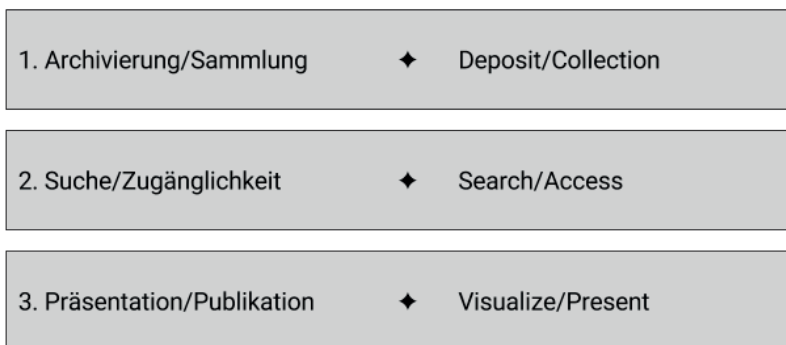 1. Archivierung/Sammlung ✦ Deposit/Collection
2. Suche/Zugänglichkeit ✦ Search/Access
3. Präsentation/Publikation ✦ Visualize/Present